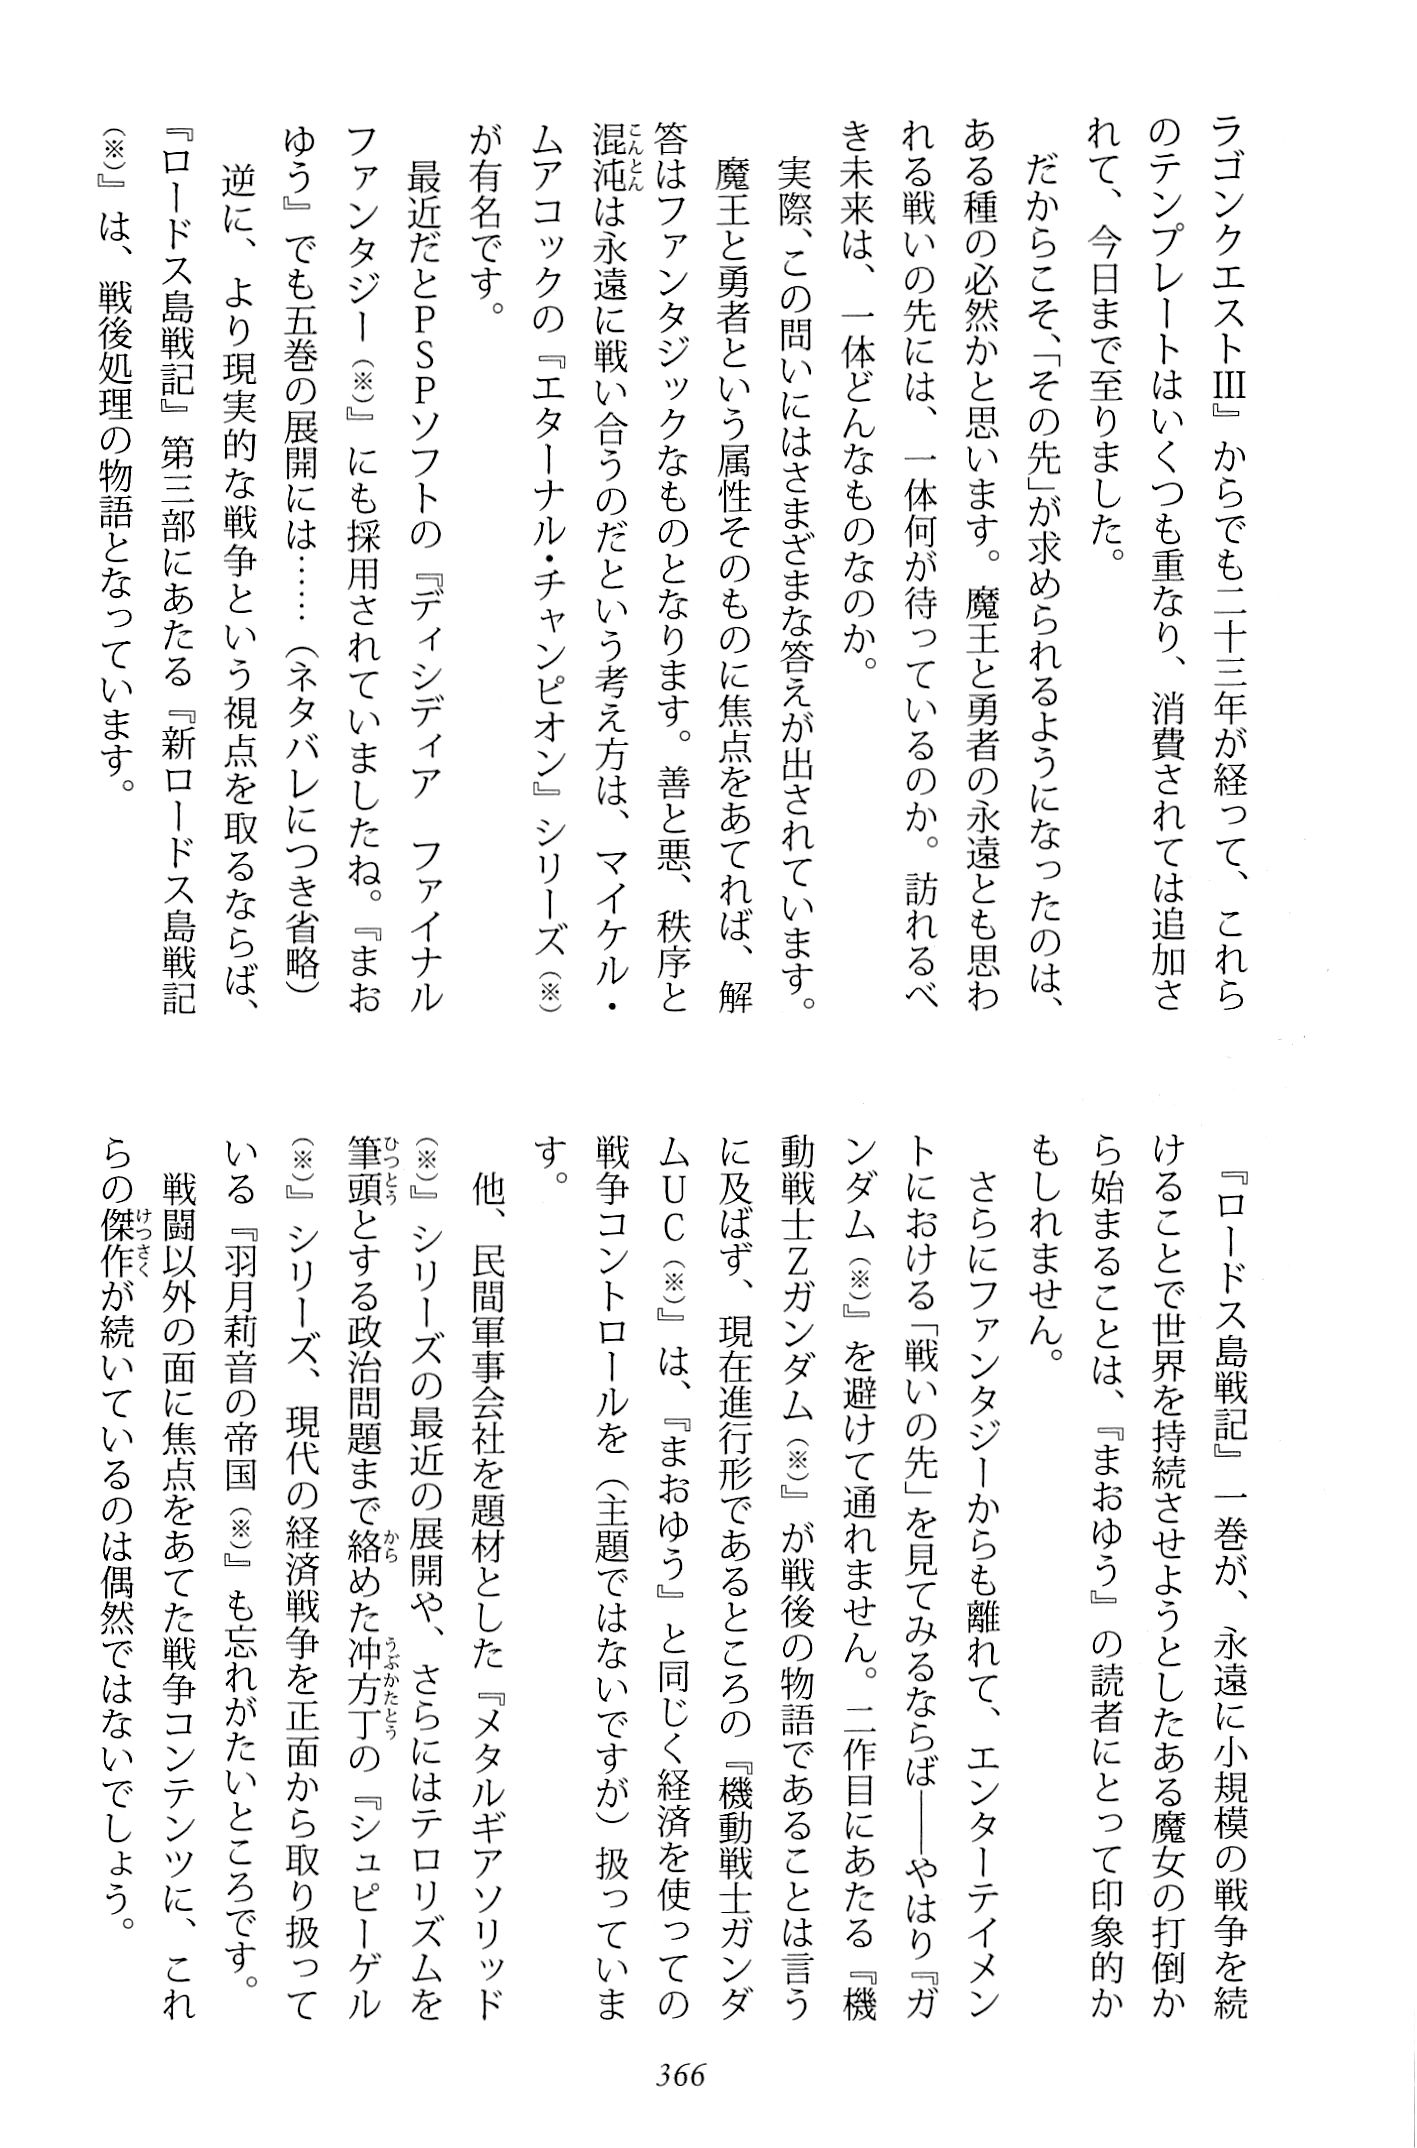 ラゴンクエストⅢ』からでも二十三年が経って、これら
のテンプレートはいくつも重なり、消費されては追加さ
れて、今日まで至りました。
だからこそ、「その先」が求められるようになったのは、
ある種の必然かと思います。魔王と勇者の永遠とも思わ
れる戦いの先には、一体何が待っているのか。訪れるべ
き未来は、一体どんなものなのか。
実際、この問いにはさまざまな答えが出されています。
魔王と勇者という属性そのものに焦点をあてれば、解
答はファンタジックなものとなります。善と悪、秩序と
混沌は永遠に戦い合うのだという考え方は、マイケル・
ムアコックの『エターナル・チャンピオン』シリーズ（※）
が有名です。
最近だとPSPソフトの『ディシディア　ファイナル
ファンタジー（※）』にも採用されていましたね。『まお
ゆう』でも五巻の展開には……（ネタバレにつき省略）
逆に、より現実的な戦争という視点を取るならば、
『ロードス島戦記』第三部にあたる『新ロードス島戦記
（※）』は、戦後処理の物語となっています。
『ロードス島戦記』一巻が、永遠に小規模の戦争を続
けることで世界を持続させようとしたある魔女の打倒か
ら始まることは、『まおゆう』の読者にとって印象的か
もしれません。
さらにファンタジーからも離れて、エンターテイメン
トにおける「戦いの先」を見てみるならば――やはり『ガ
ンダム（※）』を避けて通れません。二作目にあたる『機
動戦士Zガンダム（※）』が戦後の物語であることは言う
に及ばず、現在進行形であるところの『機動戦士ガンダ
ムUC（※）』は、『まおゆう』と同じく経済を使っての
戦争コントロールを（主題ではないですが）扱っていま
す。
他、民間軍事会社を題材とした『メタルギアソリッド
（※）』シリーズの最近の展開や、さらにはテロリズムを
筆頭とする政治問題まで絡めた冲方丁の『シュピーゲル
（※）』シリーズ、現代の経済戦争を正面から取り扱って
いる『羽月莉音の帝国（※）』も忘れがたいところです。
戦闘以外の面に焦点をあてた戦争コンテンツに、これ
らの傑作が続いているのは偶然ではないでしょう。
366